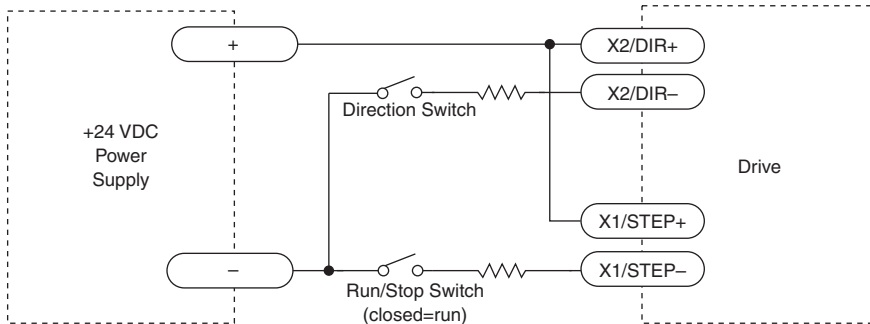 +
X2/DIR+
X2/DIR–
Direction Switch
+24 VDC
Power
Supply
Drive
X1/STEP+
–
X1/STEP–
Run/Stop Switch
(closed=run)